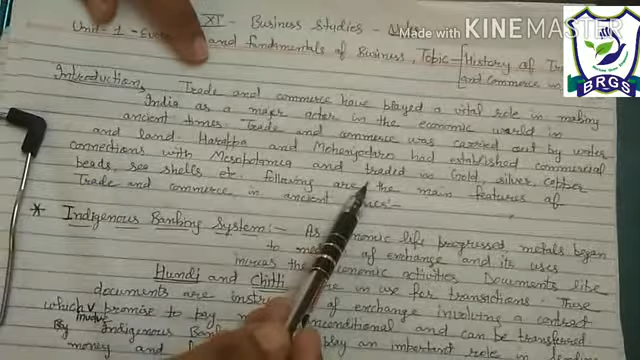 XI - Business Studies - Notes
Unit - 1 - and fundamentals of Business, Topic - History of
and Commerce in
Made with KINEMASTER
BRGS
Introduction Trade and commerce have played a vital role in making
India as a major actor in the economic world in
ancient times. Trade and commerce was carried out by water
and land. Harappa and Mohenjodaro had established commercial
connections with Mesopotamia and traded in Gold, silver, copper
beads, sea shells etc. following are the main features of
Trade and commerce in ancient
* Indigenous Banking System:- As life progressed metals began
to of exchange and its uses
the economic activities. Documents like
Hundi and Chitti in use for transactions. These
documents are of exchange involving a contract
which involve promise to pay unconditional and can be transferred
By Indigenous
money and play an important role in